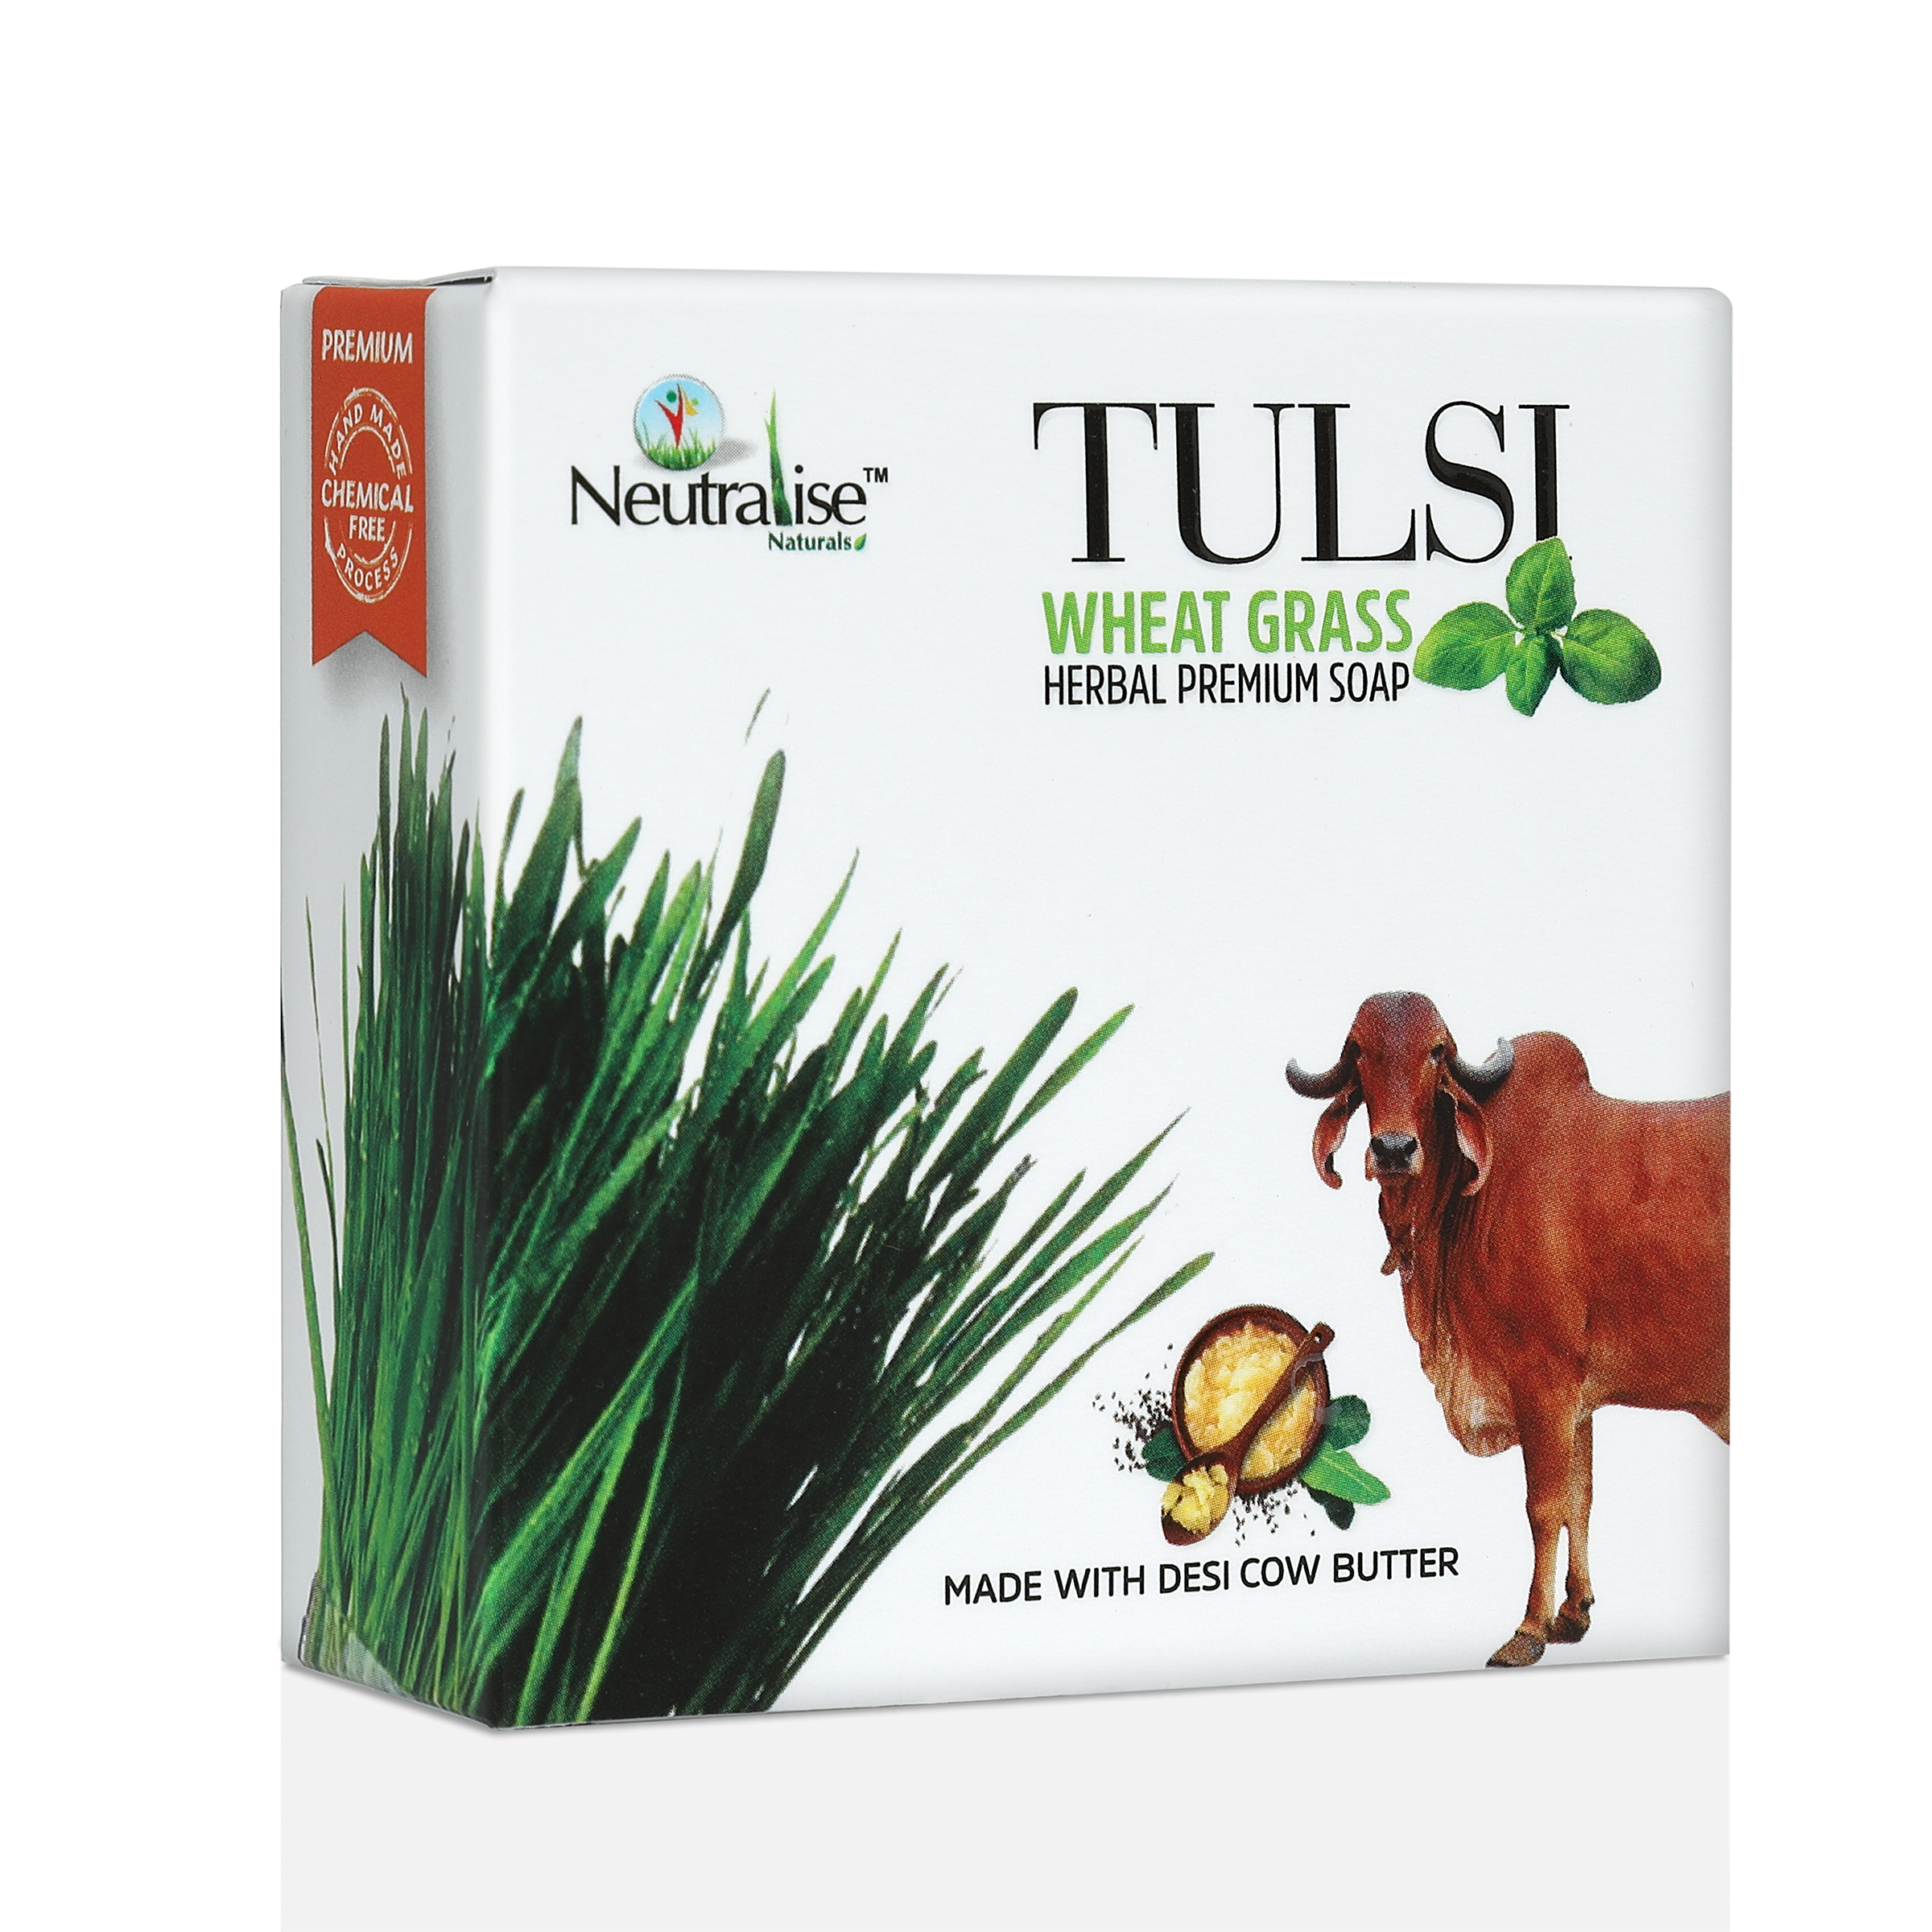 PREMIUM
HAND MADE
CHEMICAL
FREE
PROCESS
Neutralise™
Naturals
TULSI
WHEAT GRASS
HERBAL PREMIUM SOAP
MADE WITH DESI COW BUTTER